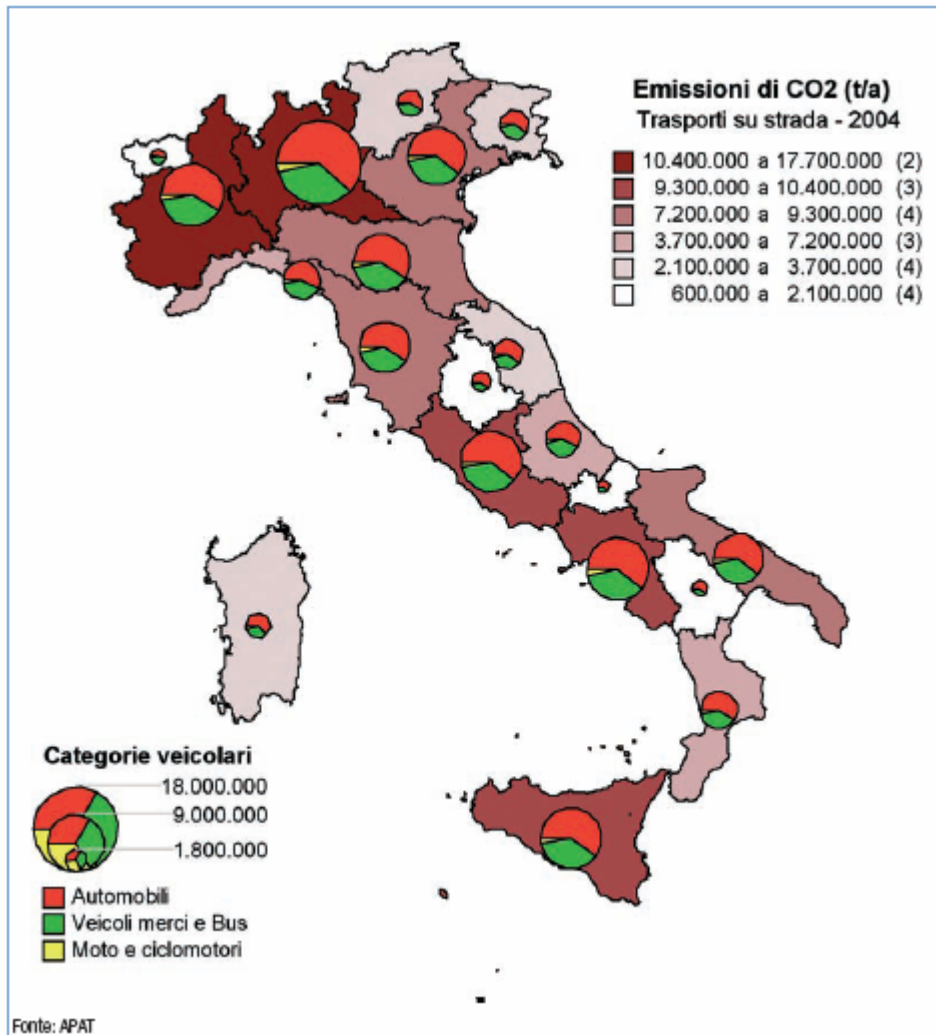 Emissioni di CO2 (t/a)
Trasporti su strada - 2004
10.400.000 a 17.700.000 (2)
9.300.000 a 10.400.000 (3)
7.200.000 a 9.300.000 (4)
3.700.000 a 7.200.000 (3)
2.100.000 a 3.700.000 (4)
600.000 a 2.100.000 (4)
Categorie veicolari
18.000.000
9.000.000
1.800.000
Automobili
Veicoli merci e Bus
Moto e ciclomotori
Fonte: APAT